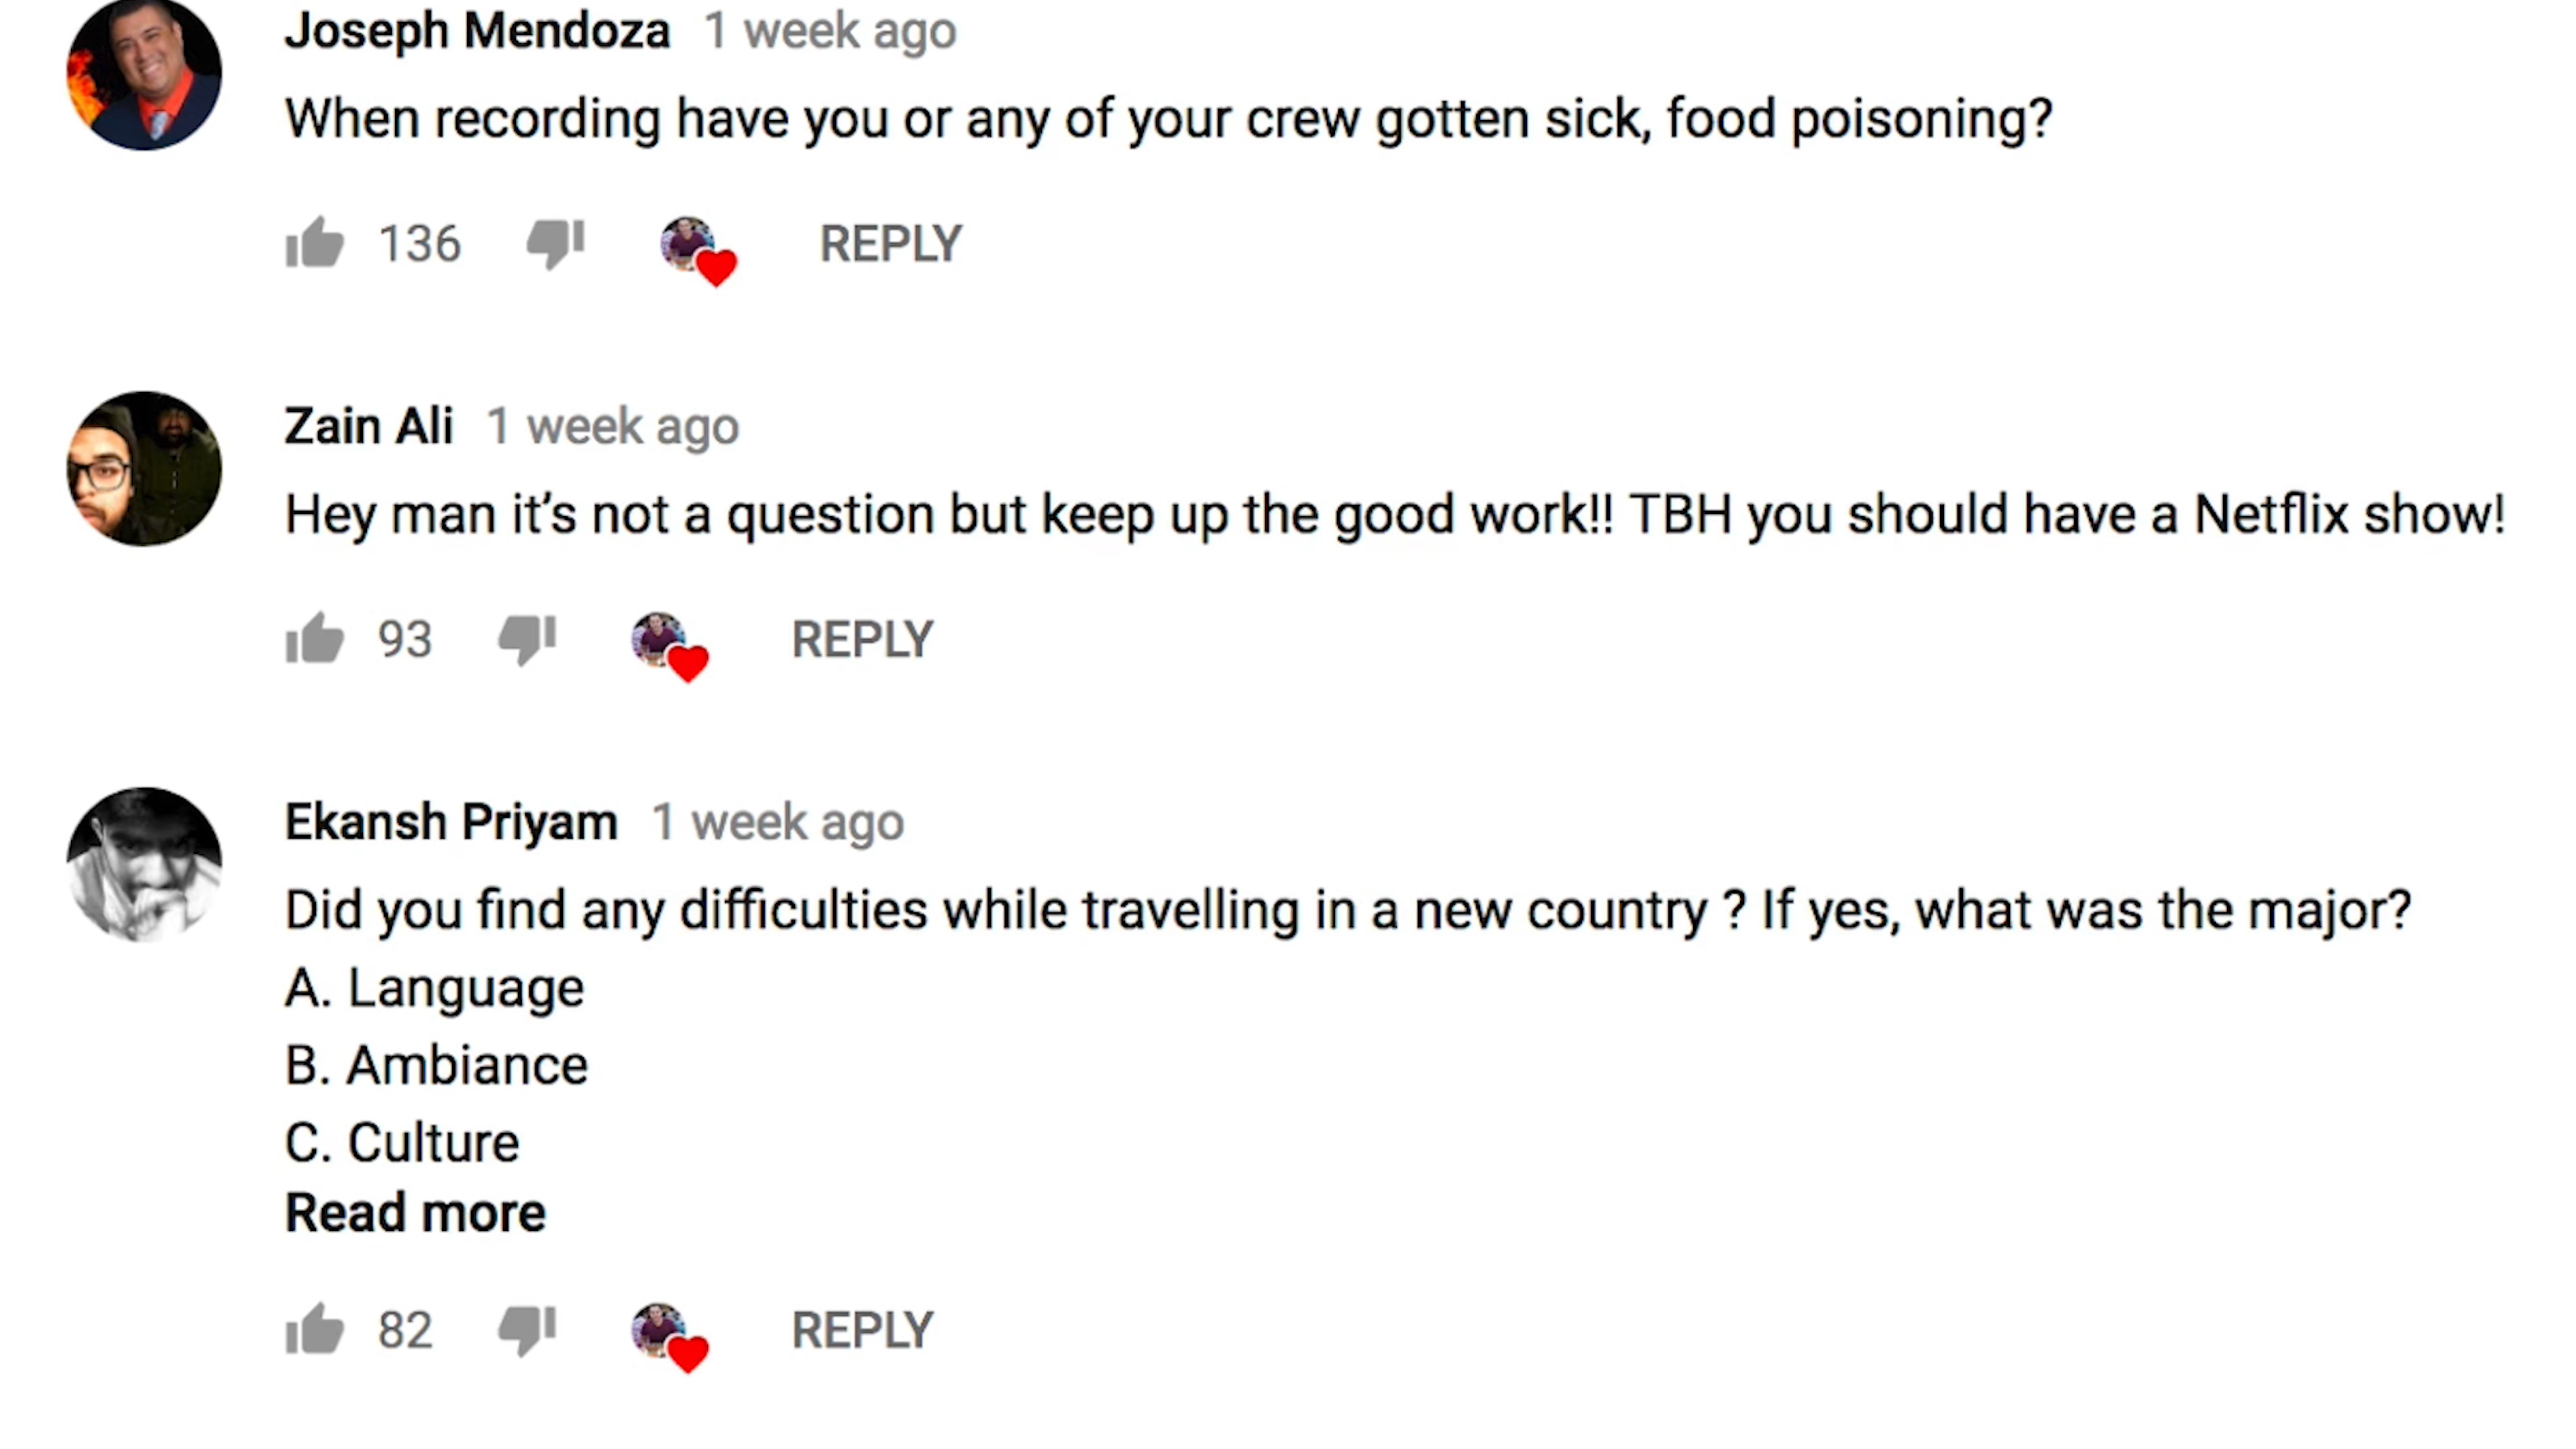 Joseph Mendoza 1 week ago
When recording have you or any of your crew gotten sick, food poisoning?
136 REPLY
Zain Ali 1 week ago
Hey man it’s not a question but keep up the good work!! TBH you should have a Netflix show!
93 REPLY
Ekansh Priyam 1 week ago
Did you find any difficulties while travelling in a new country ? If yes, what was the major?
A. Language
B. Ambiance
C. Culture
Read more
82 REPLY